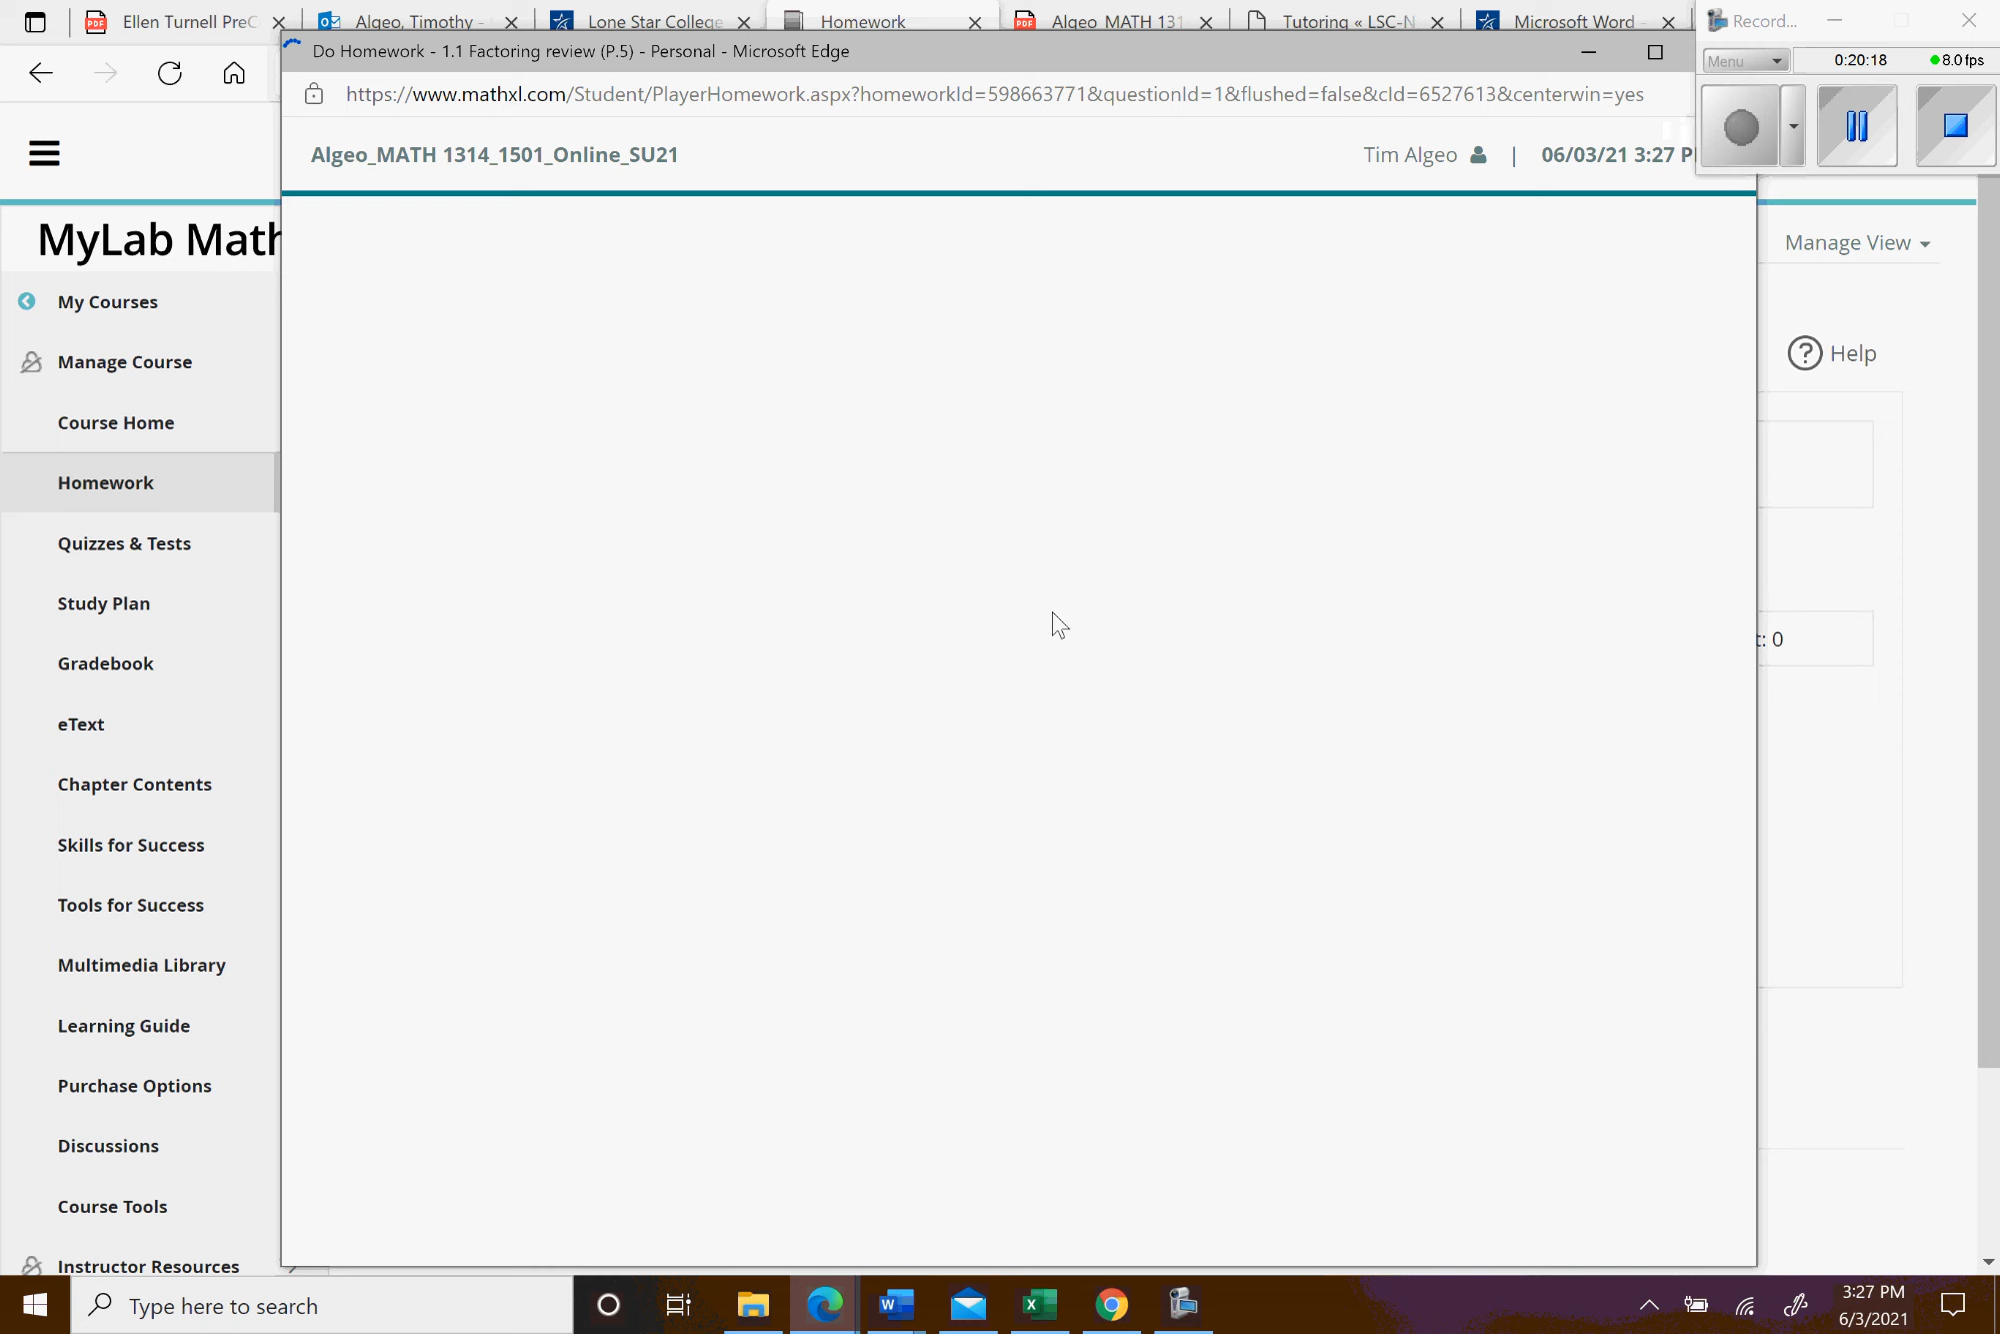 Ellen Turnell PreC
Algeo, Timothy -
Lone Star College
Homework
Algeo MATH 131
Tutoring « LSC-N
Microsoft Word -
Record...
Do Homework - 1.1 Factoring review (P.5) - Personal - Microsoft Edge
Menu
0:20:18
8.0 fps
https://www.mathxl.com/Student/PlayerHomework.aspx?homeworkId=598663771&questionId=1&flushed=false&cId=6527613&centerwin=yes
Algeo_MATH 1314_1501_Online_SU21
Tim Algeo | 06/03/21 3:27 P
MyLab Math
Manage View
My Courses
Manage Course
Help
Course Home
Homework
Quizzes & Tests
Study Plan
t: 0
Gradebook
eText
Chapter Contents
Skills for Success
Tools for Success
Multimedia Library
Learning Guide
Purchase Options
Discussions
Course Tools
Instructor Resources
Type here to search
3:27 PM
6/3/2021